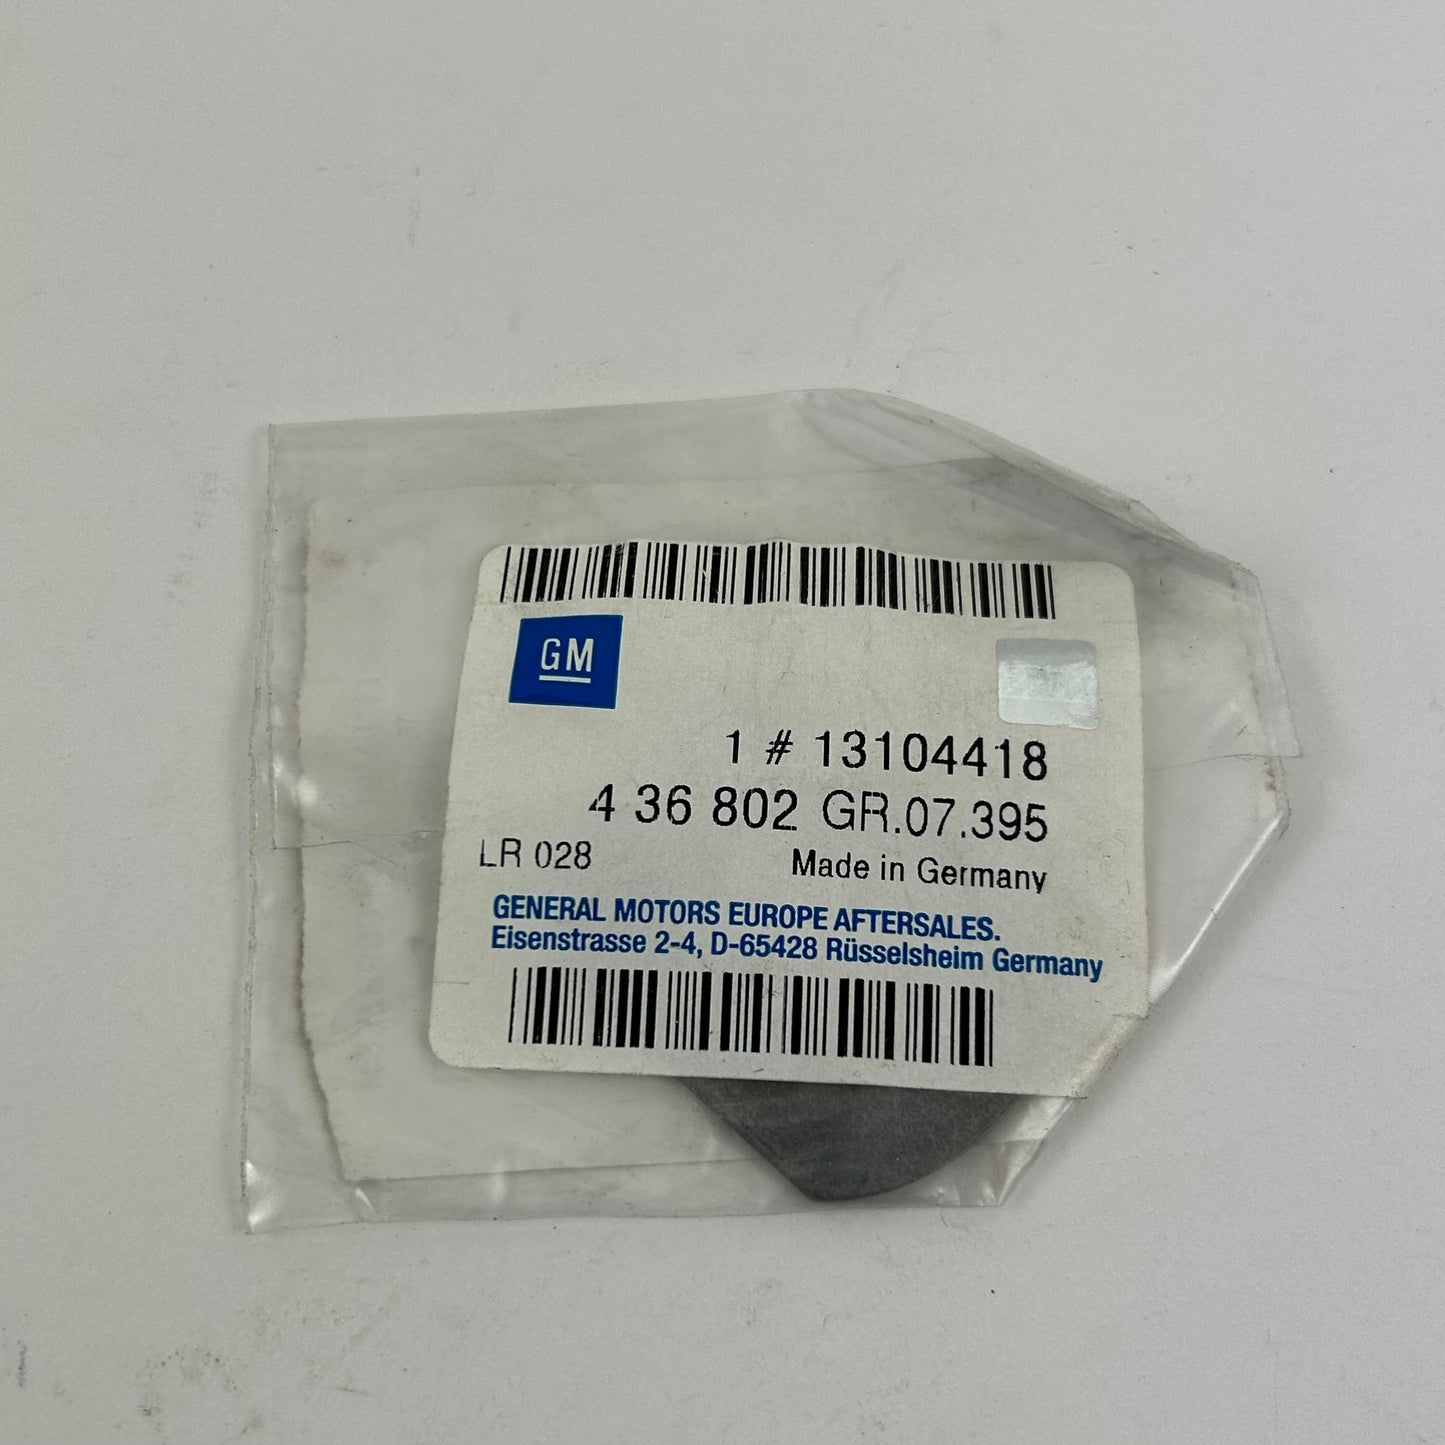 GM
1 # 13104418
4 36 802 GR.07.395
LR 028
Made in Germany
GENERAL MOTORS EUROPE AFTERSALES.
Eisenstrasse 2-4, D-65428 Rüsselsheim Germany